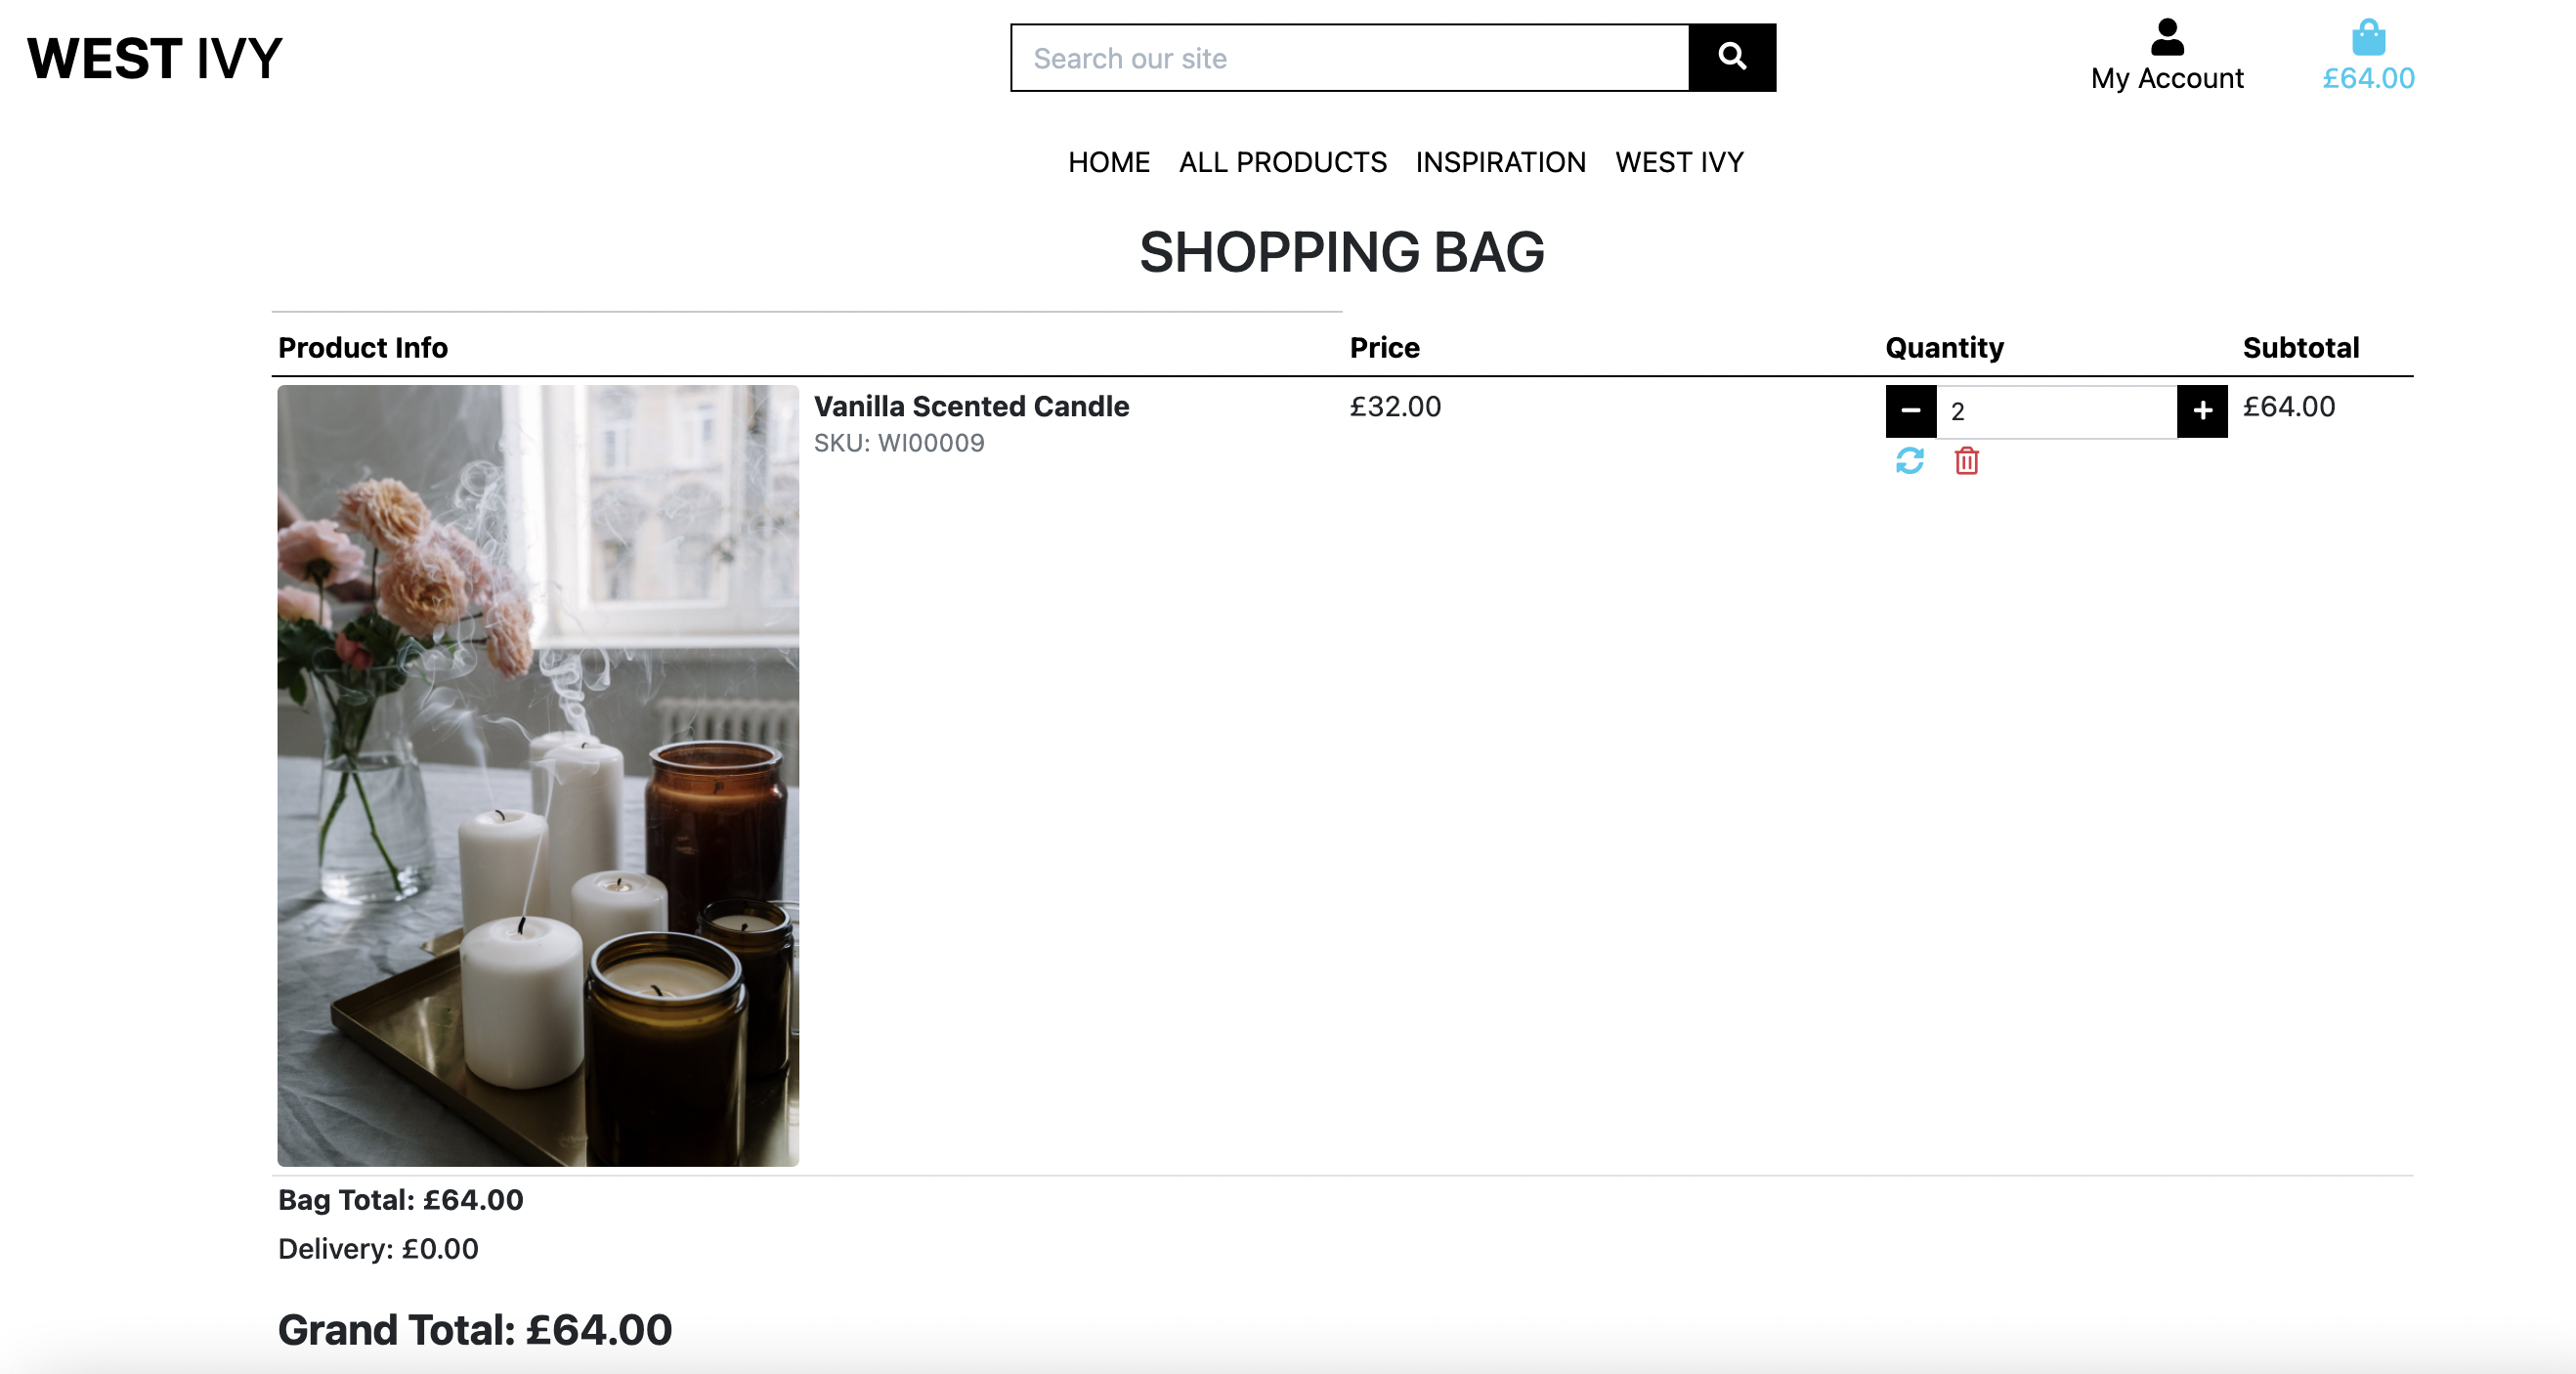 WEST IVY
Search our site
My Account
£64.00
HOME ALL PRODUCTS INSPIRATION WEST IVY
SHOPPING BAG
Product Info Price Quantity Subtotal
Vanilla Scented Candle £32.00 2 £64.00
SKU: WI00009
Bag Total: £64.00
Delivery: £0.00
Grand Total: £64.00